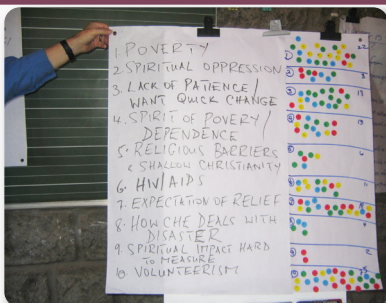 1. POVERTY
2 SPIRITUAL OPPRESSION
3. LACK OF PATIENCE/
WANT QUICK CHANGE
4. SPIRIT OF POVERY/
DEPENDENCE
5. RELIGIOUS BARRIERS
& SHALLOW CHRISTIANITY
6. HIV/AIDS
7. EXPECTATION OF RELIEF
8. HOW CHE DEALS WITH
DISASTER
9. SPIRITUAL IMPACT HARD
TO MEASURE
10. VOLUNTEERISM